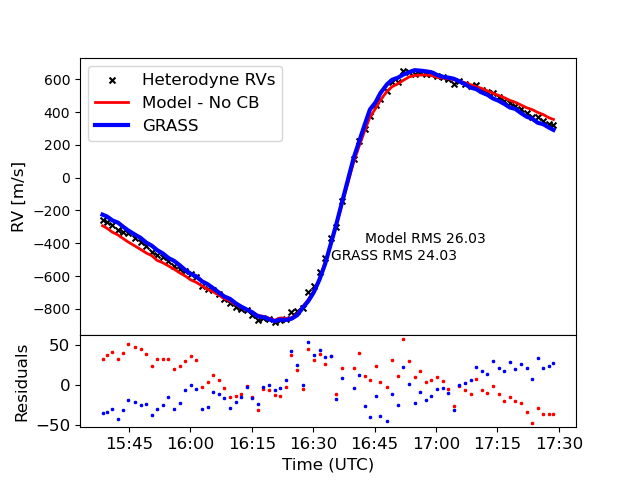 Heterodyne RVs
Model - No CB
GRASS
RV [m/s]
600
400
200
0
−200
−400
−600
−800
Model RMS 26.03
GRASS RMS 24.03
Residuals
50
0
−50
15:45 16:00 16:15 16:30 16:45 17:00 17:15 17:30
Time (UTC)